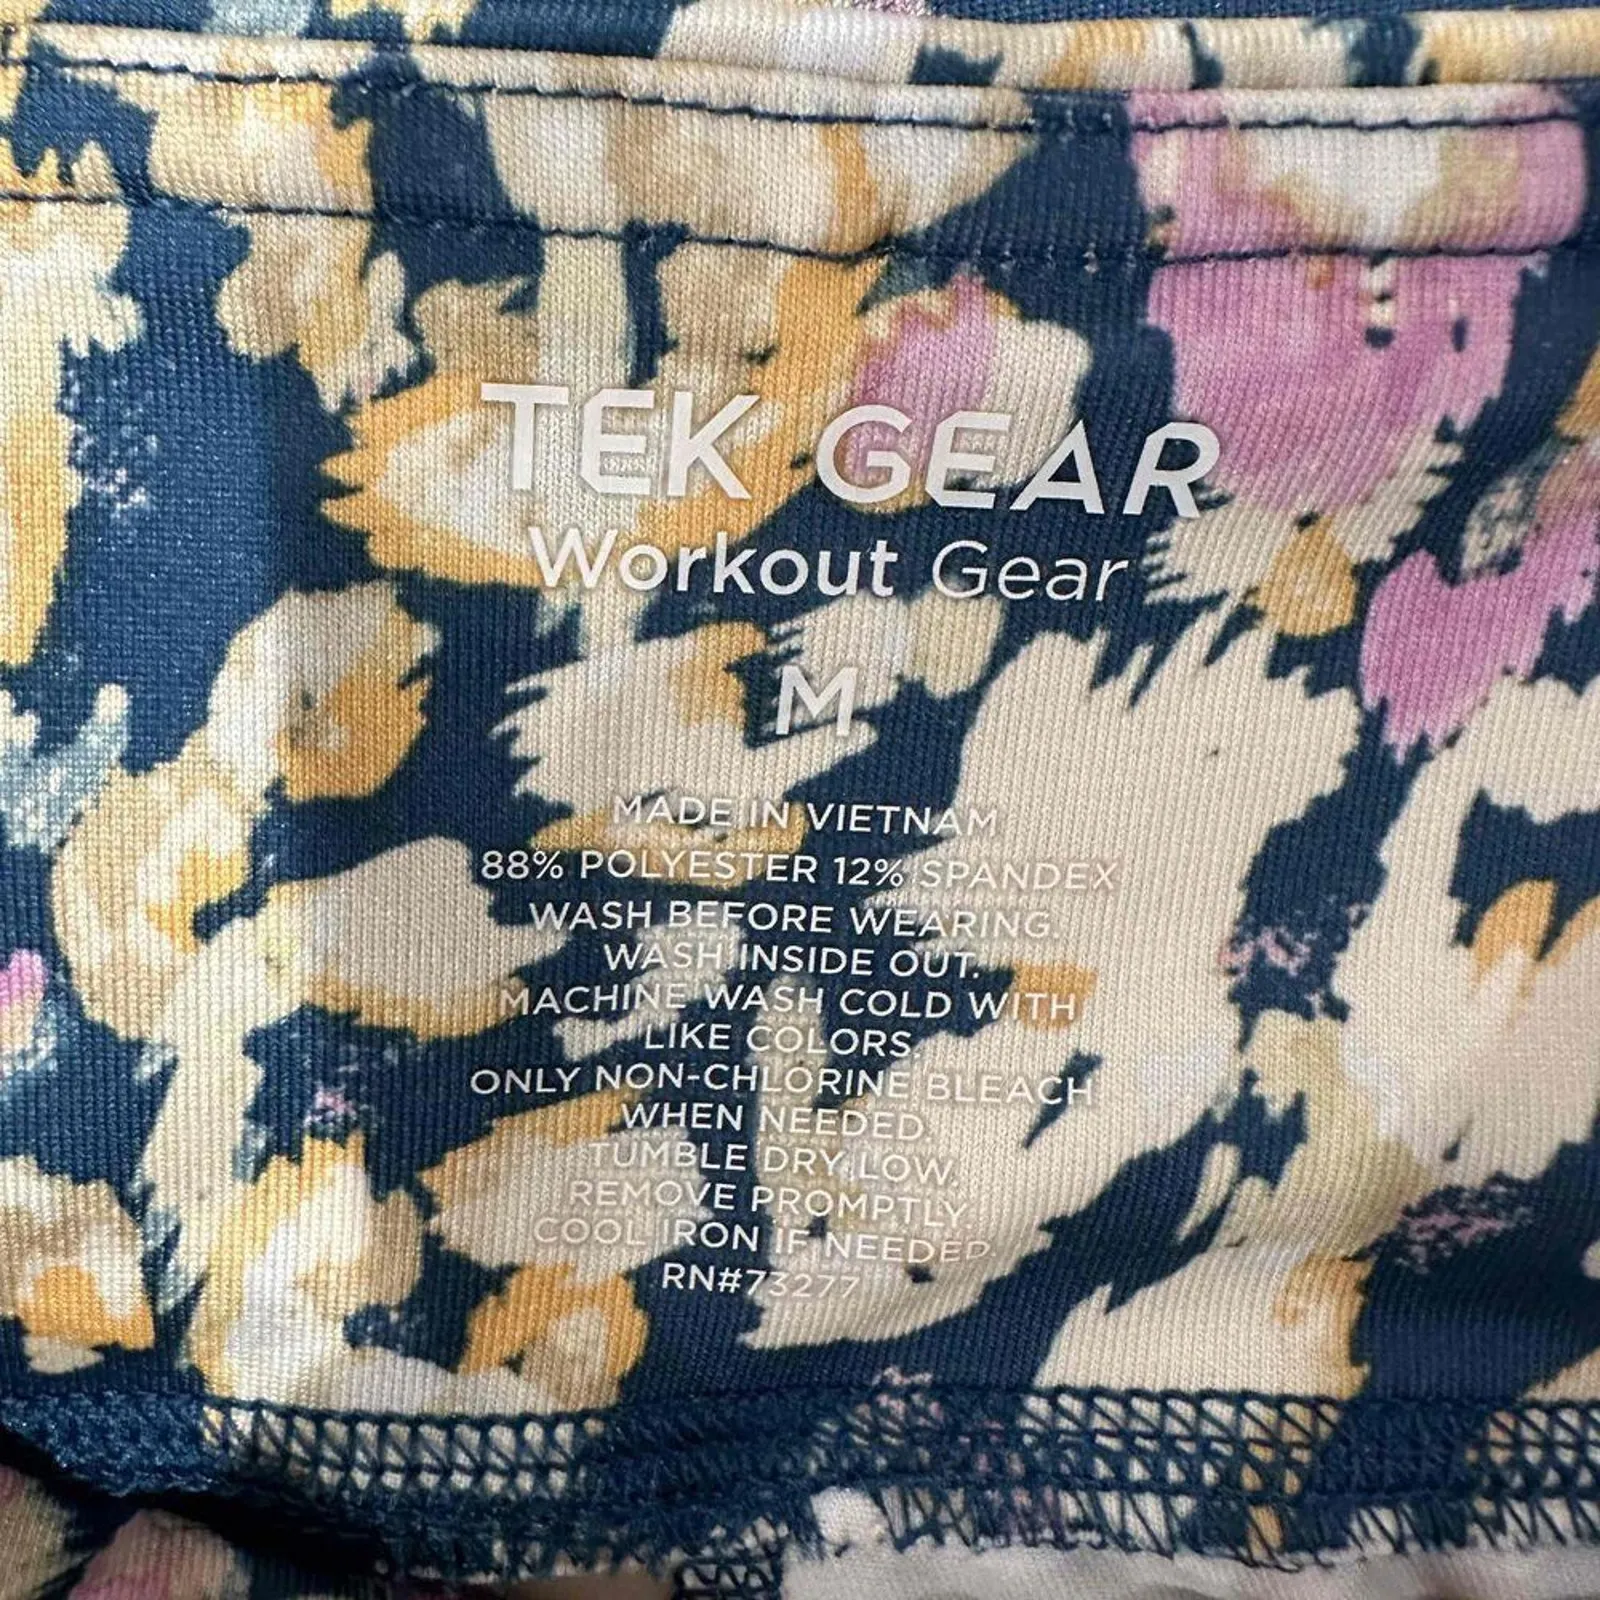 TEK GEAR
Workout Gear
M
MADE IN VIETNAM
88% POLYESTER 12% SPANDEX
WASH BEFORE WEARING.
WASH INSIDE OUT.
MACHINE WASH COLD WITH
LIKE COLORS.
ONLY NON-CHLORINE BLEACH
WHEN NEEDED.
TUMBLE DRY LOW.
REMOVE PROMPTLY.
COOL IRON IF NEEDED.
RN#73277